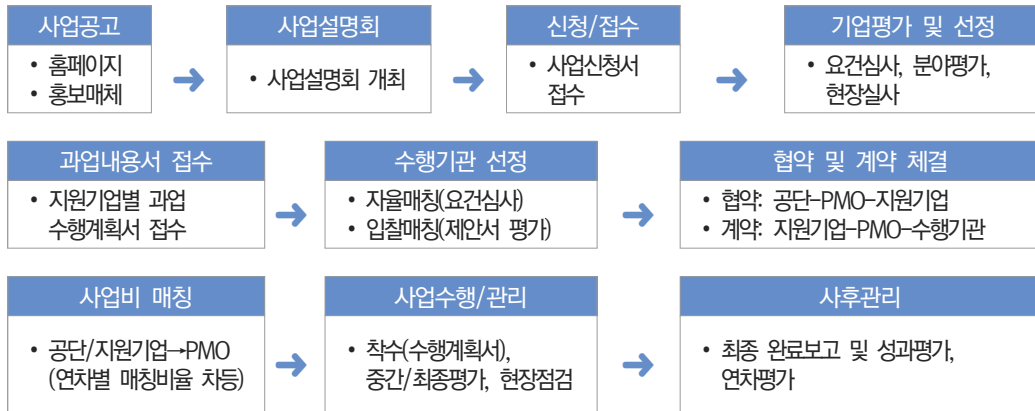 사업공고
• 홈페이지
• 홍보매체
사업설명회
• 사업설명회 개최
신청/접수
• 사업신청서
접수
기업평가 및 선정
• 요건심사, 분야평가,
현장실사
과업내용서 접수
• 지원기업별 과업
수행계획서 접수
수행기관 선정
• 자율매칭(요건심사)
• 입찰매칭(제안서 평가)
협약 및 계약 체결
• 협약: 공단-PMO-지원기업
• 계약: 지원기업-PMO-수행기관
사업비 매칭
• 공단/지원기업→PMO
(연차별 매칭비율 차등)
사업수행/관리
• 착수(수행계획서),
중간/최종평가, 현장점검
사후관리
• 최종 완료보고 및 성과평가,
연차평가